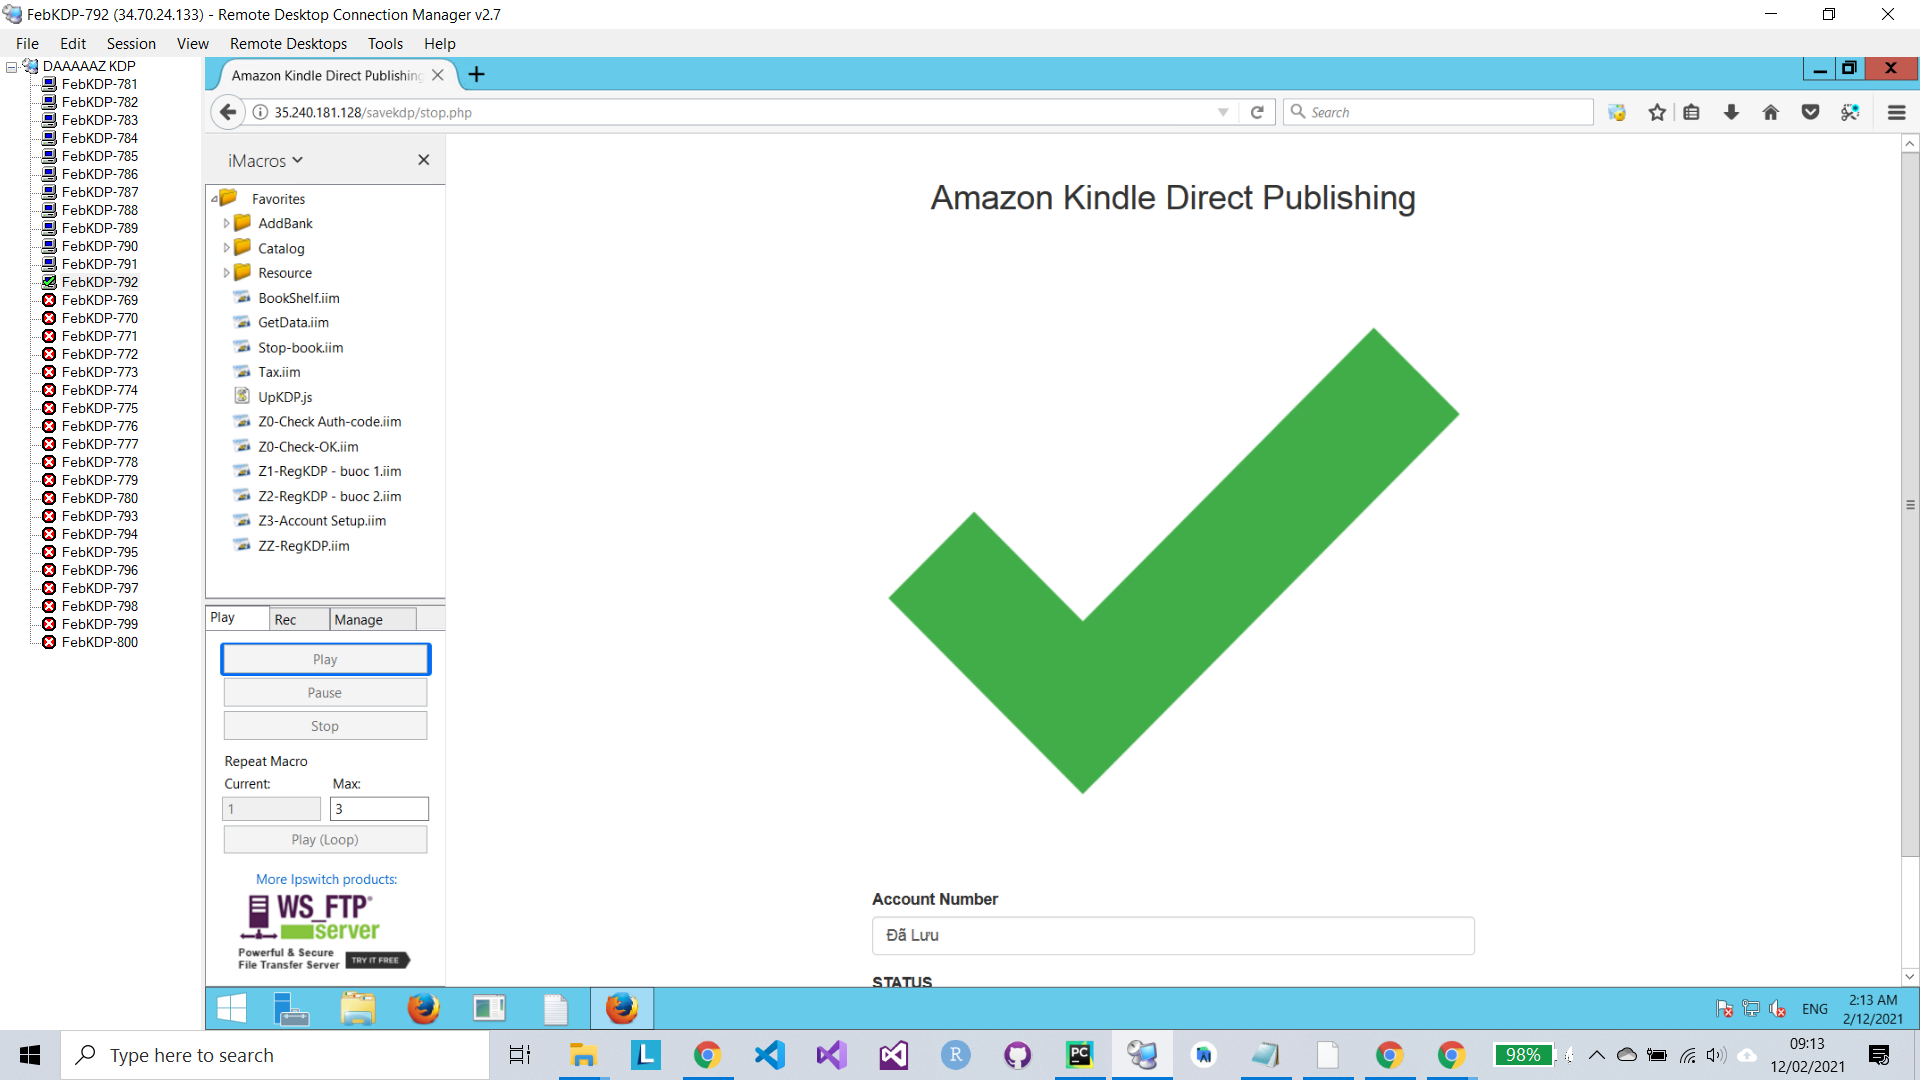 FebKDP-792 (34.70.24.133) - Remote Desktop Connection Manager v2.7
File Edit Session View Remote Desktops Tools Help
DAAAAAZ KDP
FebKDP-781
FebKDP-782
FebKDP-783
FebKDP-784
FebKDP-785
FebKDP-786
FebKDP-787
FebKDP-788
FebKDP-789
FebKDP-790
FebKDP-791
FebKDP-792
FebKDP-769
FebKDP-770
FebKDP-771
FebKDP-772
FebKDP-773
FebKDP-774
FebKDP-775
FebKDP-776
FebKDP-777
FebKDP-778
FebKDP-779
FebKDP-780
FebKDP-793
FebKDP-794
FebKDP-795
FebKDP-796
FebKDP-797
FebKDP-798
FebKDP-799
FebKDP-800
Amazon Kindle Direct Publishing
35.240.181.128/savekdp/stop.php
Search
iMacros
Favorites
AddBank
Catalog
Resource
BookShelf.iim
GetData.iim
Stop-book.iim
Tax.iim
UpKDP.js
Z0-Check Auth-code.iim
Z0-Check-OK.iim
Z1-RegKDP - buoc 1.iim
Z2-RegKDP - buoc 2.iim
Z3-Account Setup.iim
ZZ-RegKDP.iim
Play Rec Manage
Play
Pause
Stop
Repeat Macro
Current: Max:
1 3
Play (Loop)
More Ipswitch products:
WS_FTP®
server
Powerful & Secure
File Transfer Server
TRY IT FREE
Amazon Kindle Direct Publishing
Account Number
Đã Lưu
STATUS
ENG
2:13 AM
2/12/2021
Type here to search
L
R
PC
98%
09:13
12/02/2021